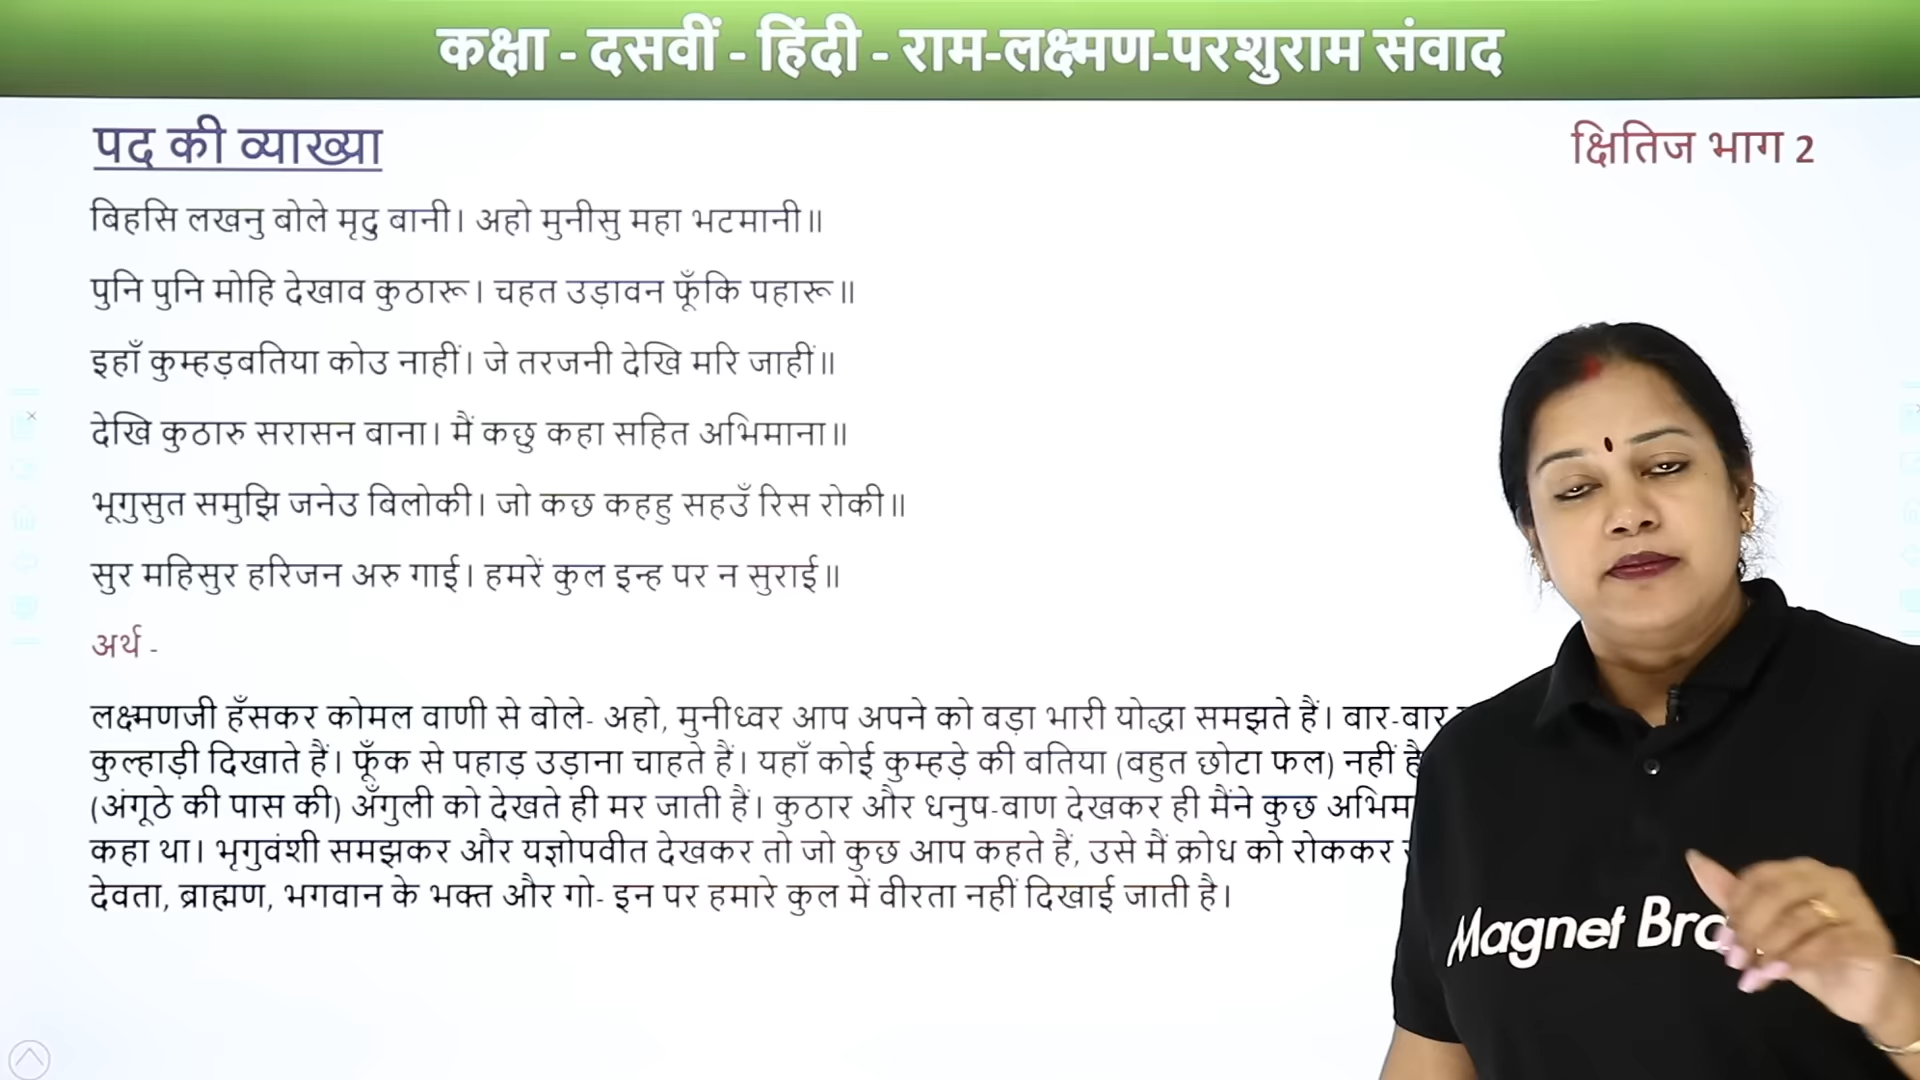 कक्षा - दसवीं - हिंदी - राम-लक्ष्मण-परशुराम संवाद
पद की व्याख्या
क्षितिज भाग 2
बिहसि लखनु बोले मृदु बानी। अहो मुनीसु महा भटमानी॥
पुनि पुनि मोहि देखाव कुठारू। चहत उड़ावन फूँकि पहारू॥
इहाँ कुम्हड़बतिया कोउ नाहीं। जे तरजनी देखि मरि जाहीं॥
देखि कुठारु सरासन बाना। मैं कछु कहा सहित अभिमाना॥
भूगुसुत समुझि जनेउ बिलोकी। जो कछ कहहु सहउँ रिस रोकी॥
सुर महिसुर हरिजन अरु गाई। हमरें कुल इन्ह पर न सुराई॥
अर्थ -
लक्ष्मणजी हँसकर कोमल वाणी से बोले- अहो, मुनीध्वर आप अपने को बड़ा भारी योद्धा समझते हैं। बार-बार
कुल्हाड़ी दिखाते हैं। फूँक से पहाड़ उड़ाना चाहते हैं। यहाँ कोई कुम्हड़े की बतिया (बहुत छोटा फल) नहीं है
(अंगूठे की पास की) अँगुली को देखते ही मर जाती हैं। कुठार और धनुष-बाण देखकर ही मैंने कुछ अभिम
कहा था। भृगुवंशी समझकर और यज्ञोपवीत देखकर तो जो कुछ आप कहते हैं, उसे मैं क्रोध को रोककर
देवता, ब्राह्मण, भगवान के भक्त और गो- इन पर हमारे कुल में वीरता नहीं दिखाई जाती है।
Magnet Bra